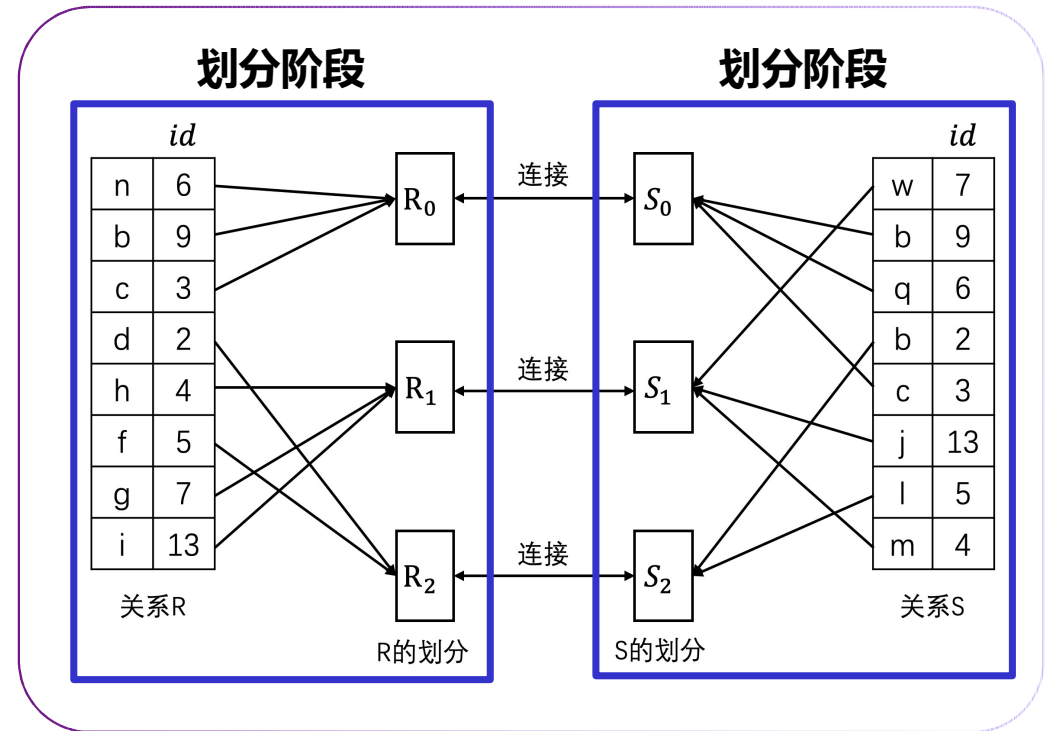 划分阶段
划分阶段
id
n 6
b 9
c 3
d 2
h 4
f 5
g 7
i 13
关系R
R₀
R₁
R₂
R的划分
连接
连接
连接
S₀
S₁
S₂
S的划分
id
w 7
b 9
q 6
b 2
c 3
j 13
l 5
m 4
关系S